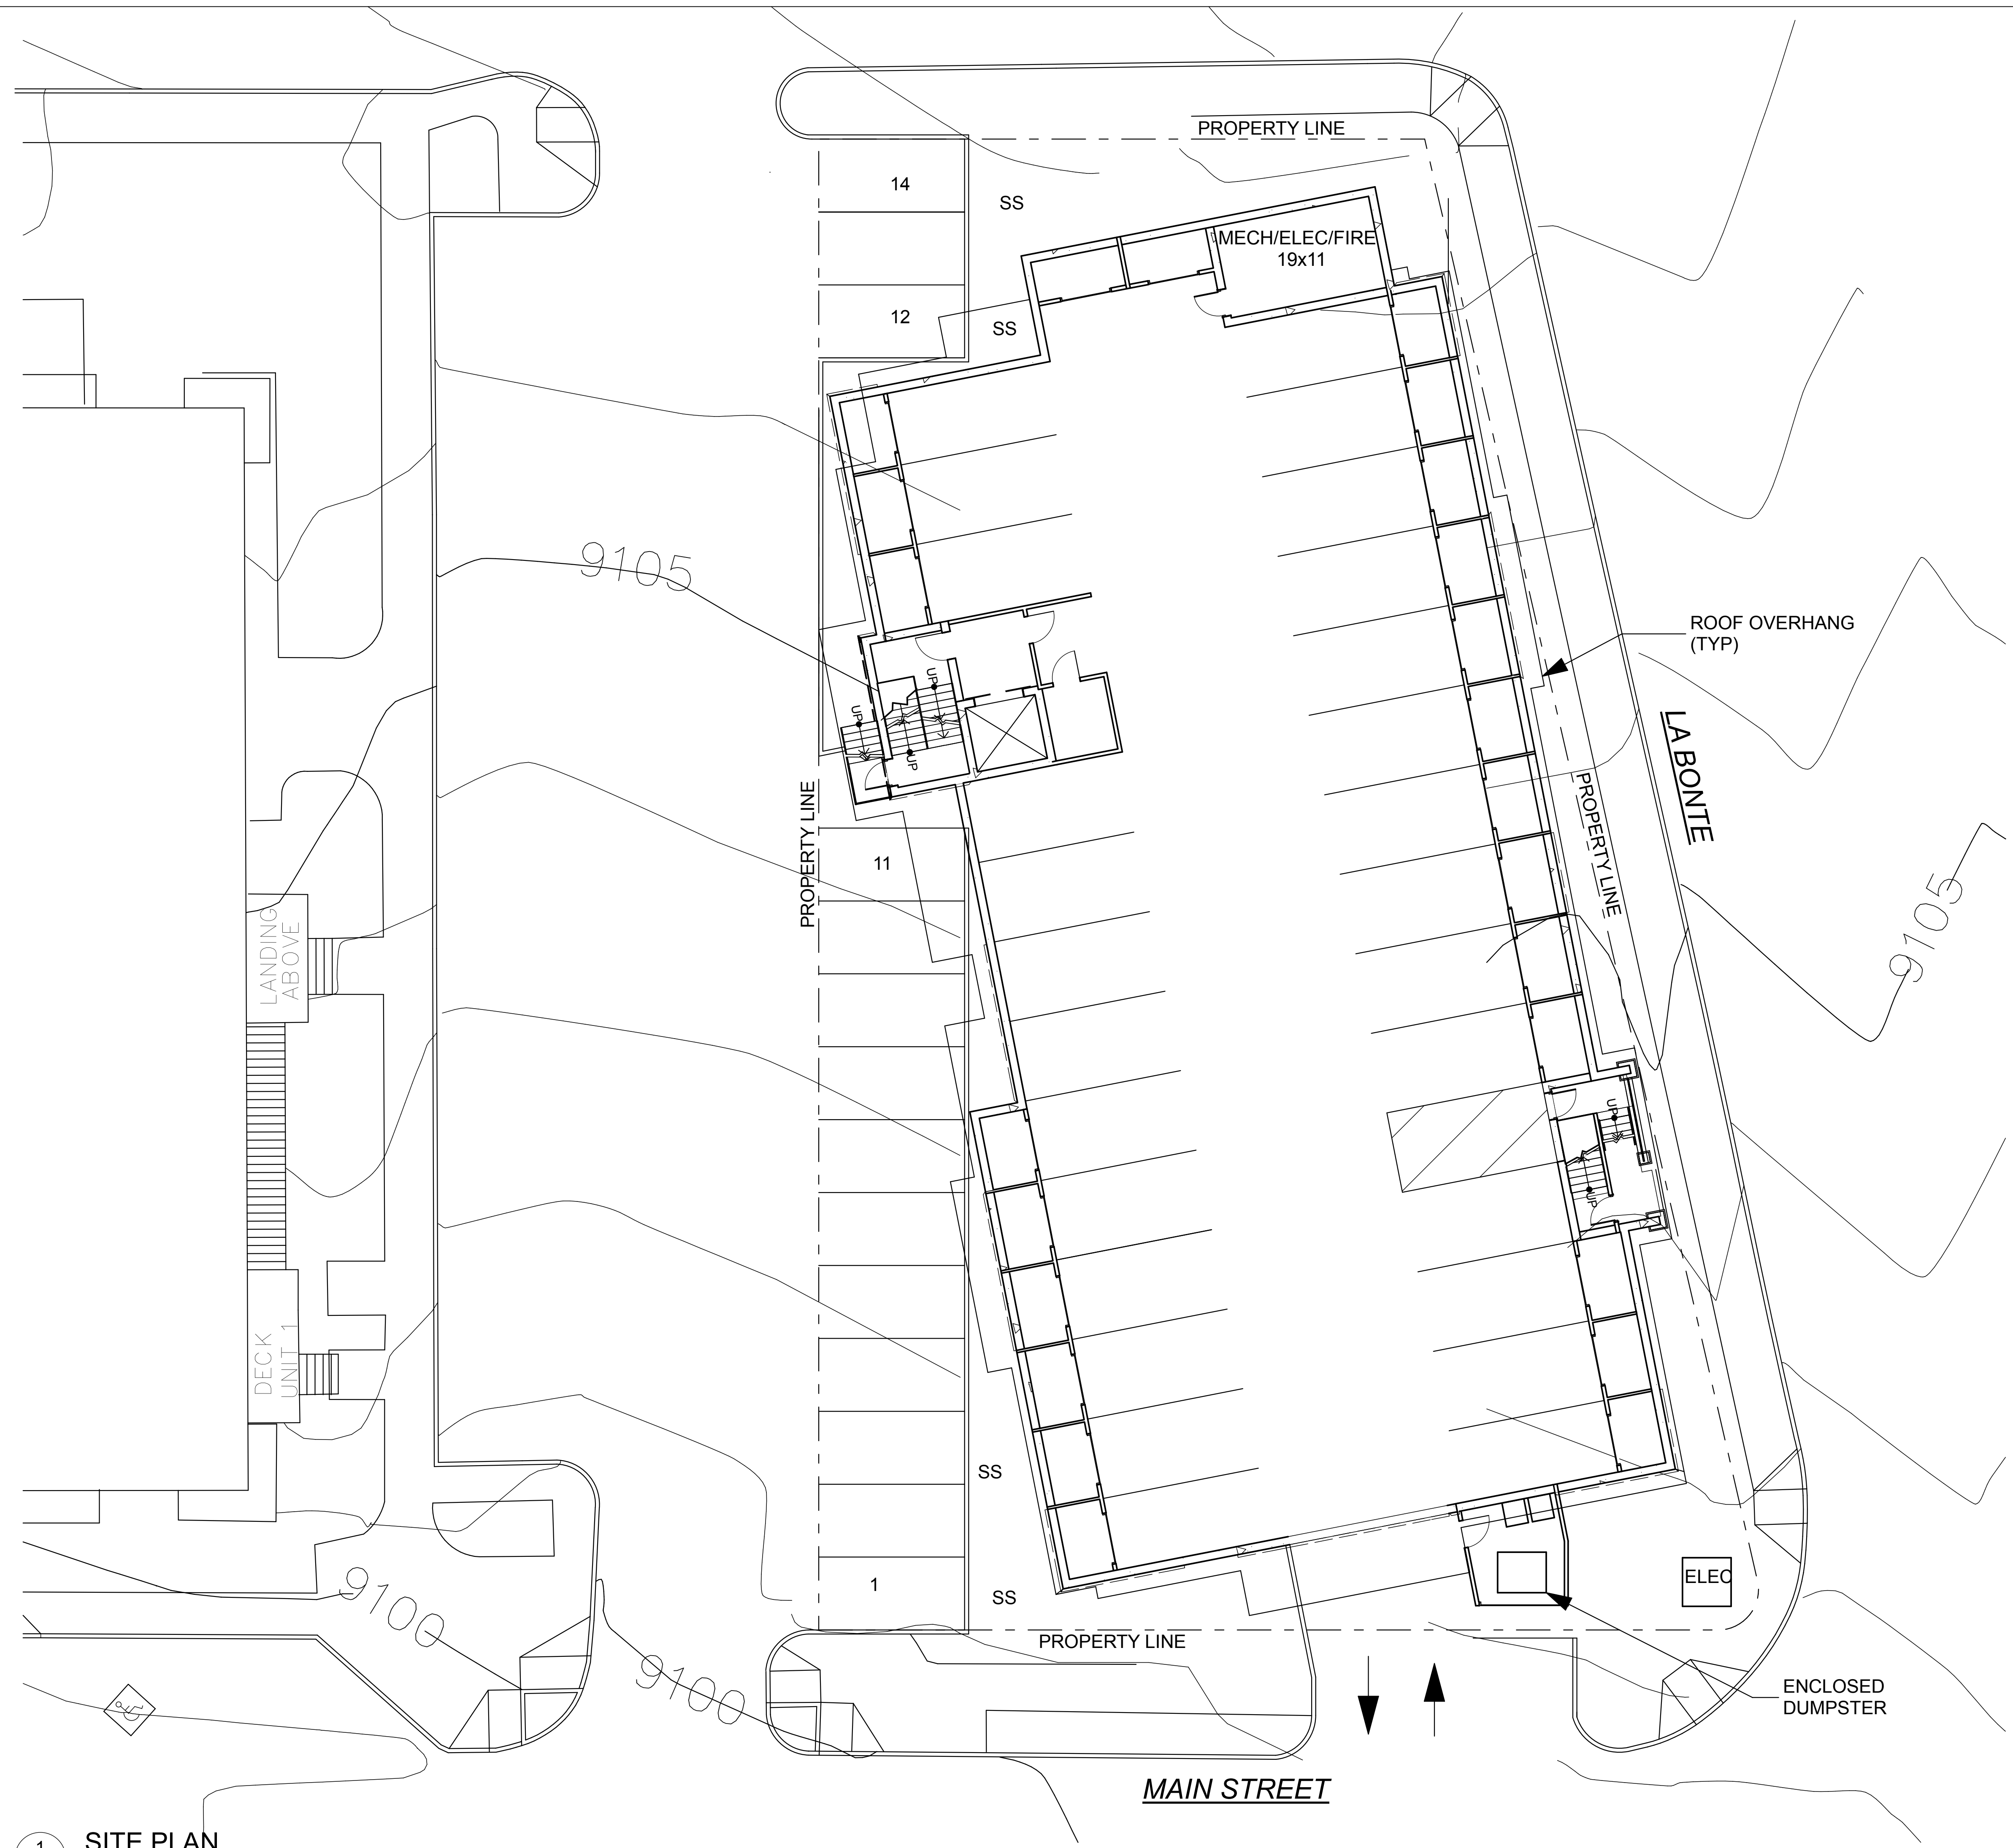 PROPERTY LINE
14
SS
MECH/ELEC/FIRE
19x11
12
SS
9105
ROOF OVERHANG
(TYP)
UP
UP
UP
LA BONTE
PROPERTY LINE
PROPERTY LINE
11
9105
LANDING
ABOVE
UP
UP
DECK
UNIT 1
SS
1
SS
ELEC
9100
PROPERTY LINE
9100
ENCLOSED
DUMPSTER
MAIN STREET
1
SITE PLAN